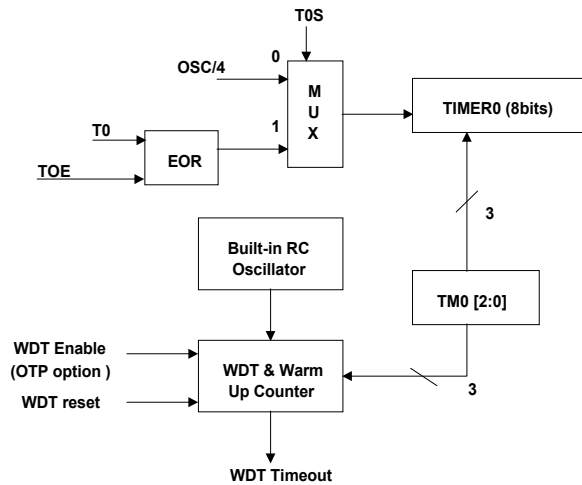 T0S
0
OSC/4
M
U
X
TIMER0 (8bits)
1
T0
TOE
EOR
3
Built-in RC
Oscillator
TM0 [2:0]
WDT Enable
(OTP option )
WDT & Warm
Up Counter
WDT reset
3
WDT Timeout